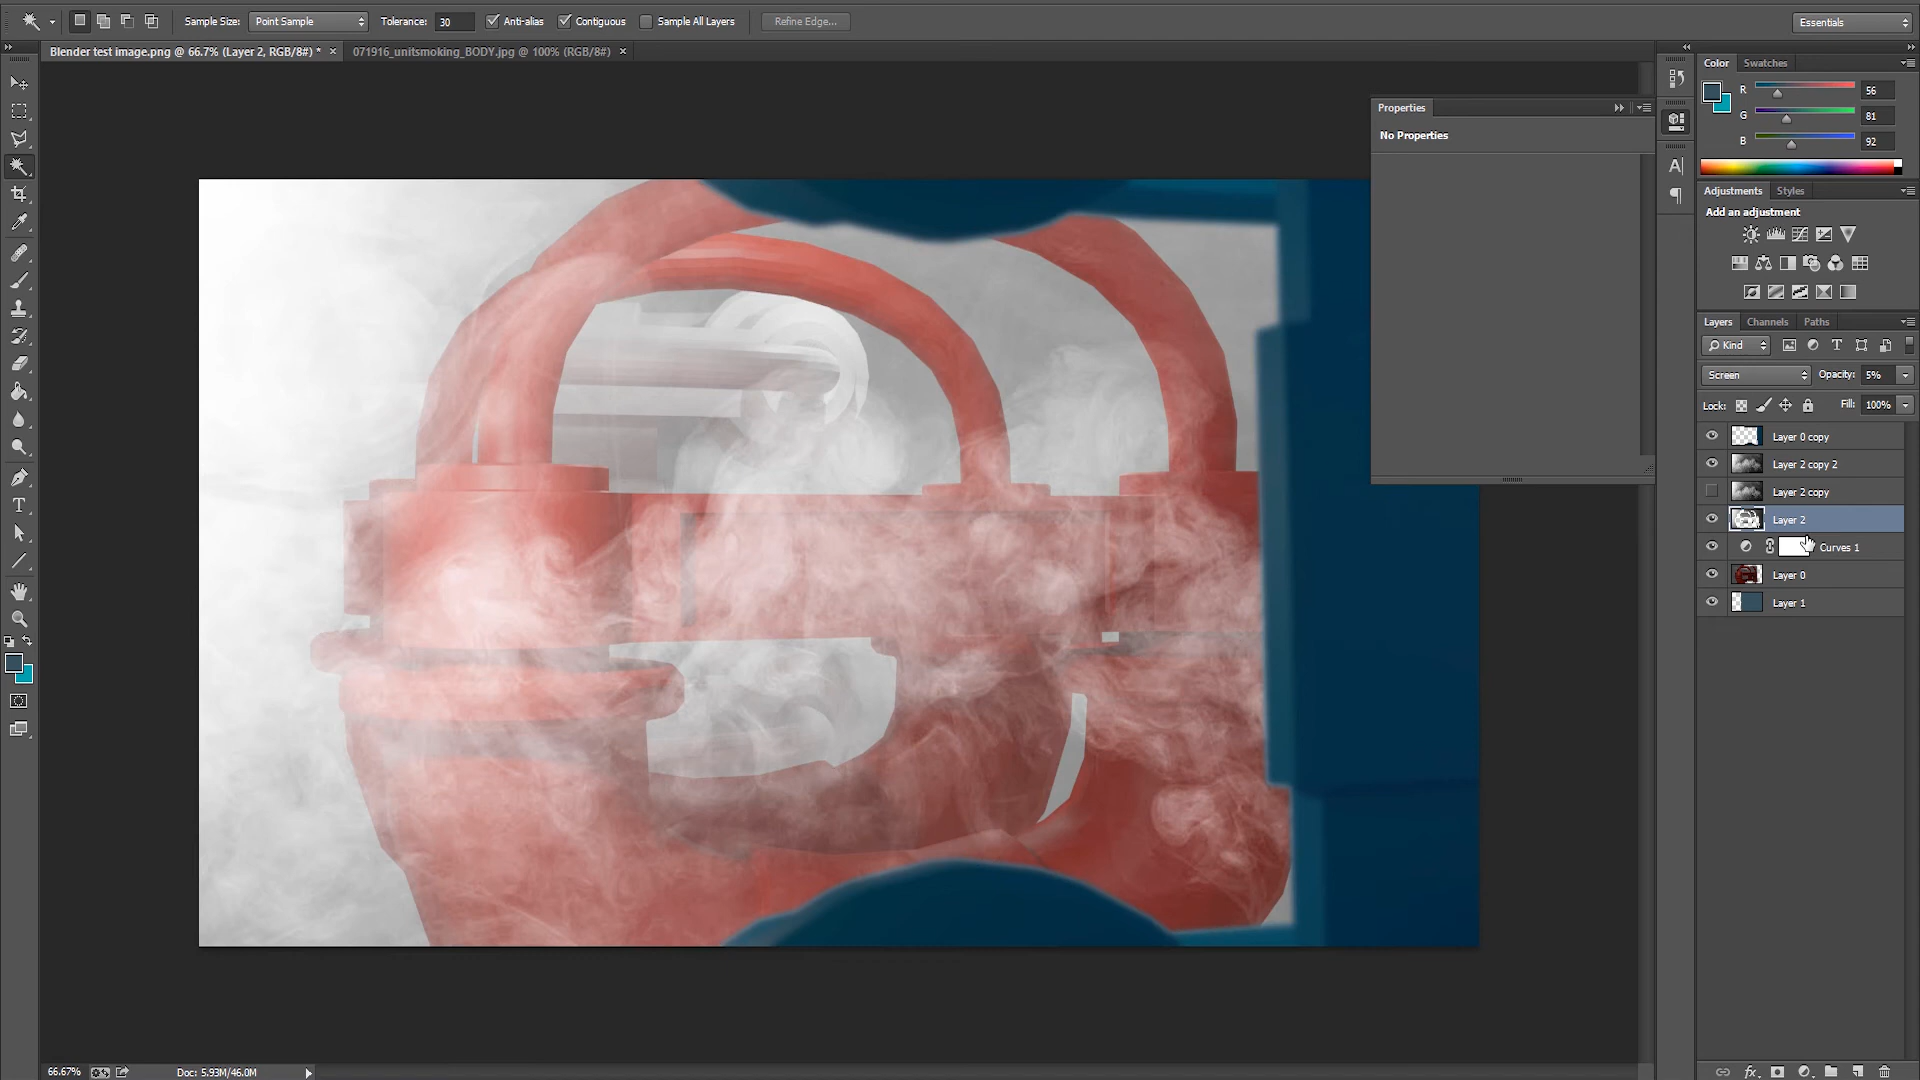 Sample Size: Point Sample Tolerance: 30 Anti-alias Contiguous Sample All Layers Refine Edge... Essentials
Blender test image.png @ 66.7% (Layer 2, RGB/8#) * × 071916_unitsmoking_BODY.jpg @ 100% (RGB/8#) ×
Color Swatches
R 56
G 81
B 92
Properties
No Properties
Adjustments Styles
Add an adjustment
Layers Channels Paths
Kind T
Screen Opacity: 5%
Lock: Fill: 100%
Layer 0 copy
Layer 2 copy 2
Layer 2 copy
Layer 2
Curves 1
Layer 0
Layer 1
66.67% Doc: 5.93M/46.0M
fx